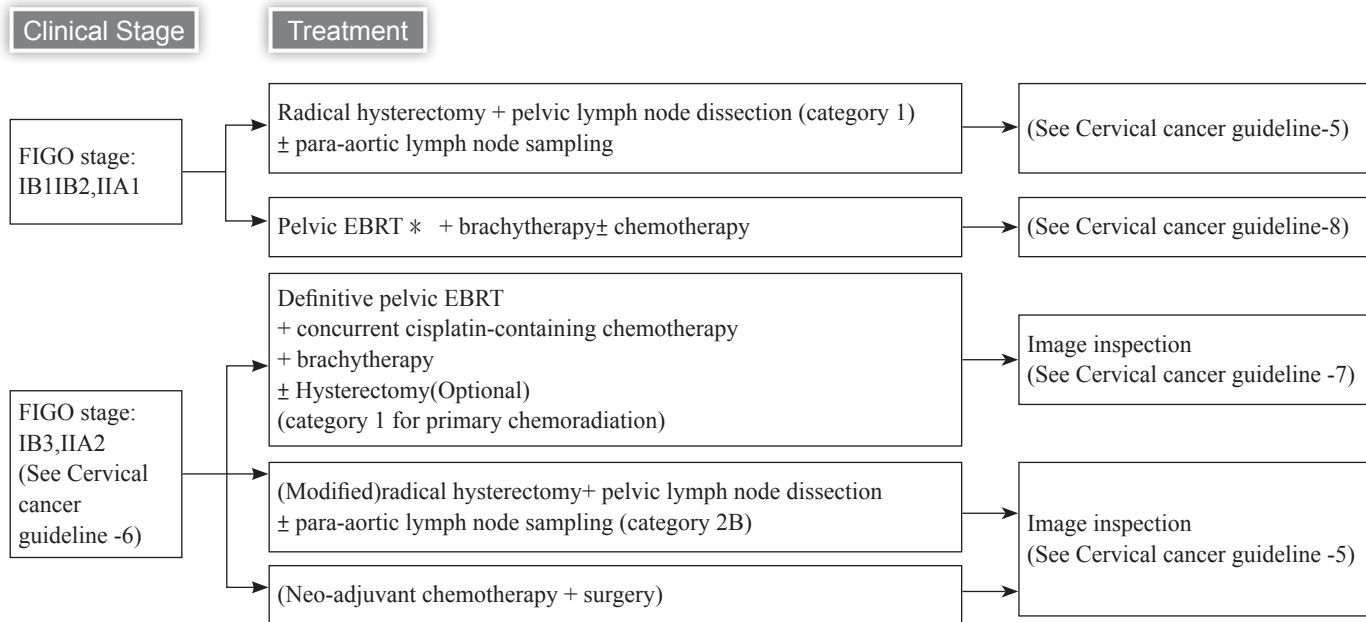 Clinical Stage
Treatment
FIGO stage:
IB1IB2,IIA1
Radical hysterectomy + pelvic lymph node dissection (category 1)
± para-aortic lymph node sampling
(See Cervical cancer guideline-5)
Pelvic EBRT * + brachytherapy± chemotherapy
(See Cervical cancer guideline-8)
FIGO stage:
IB3,IIA2
(See Cervical
cancer
guideline -6)
Definitive pelvic EBRT
+ concurrent cisplatin-containing chemotherapy
+ brachytherapy
± Hysterectomy(Optional)
(category 1 for primary chemoradiation)
Image inspection
(See Cervical cancer guideline -7)
(Modified)radical hysterectomy+ pelvic lymph node dissection
± para-aortic lymph node sampling (category 2B)
(Neo-adjuvant chemotherapy + surgery)
Image inspection
(See Cervical cancer guideline -5)